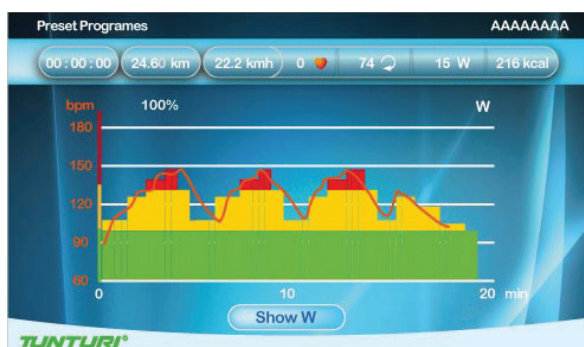 Preset Programes AAAAAAAA
00:00:00 24.60 km 22.2 kmh 0 74 15 W 216 kcal
bpm 100% W
180
150
120
90
60
0 10 20 min
Show W
TUNTURI®